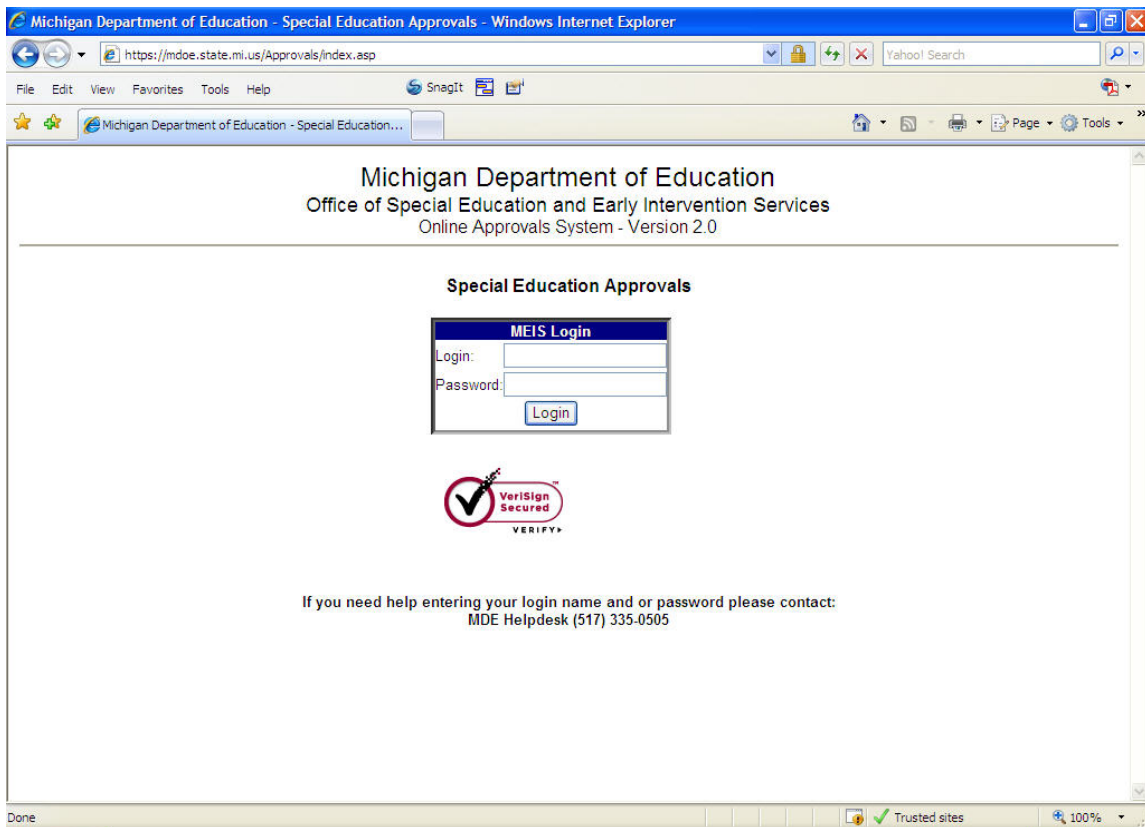 Michigan Department of Education - Special Education Approvals - Windows Internet Explorer
https://mdoe.state.mi.us/Approvals/index.asp
Yahoo! Search
File Edit View Favorites Tools Help
SnagIt
Michigan Department of Education - Special Education...
Page
Tools
Michigan Department of Education
Office of Special Education and Early Intervention Services
Online Approvals System - Version 2.0
Special Education Approvals
MEIS Login
Login:
Password:
Login
VeriSign™
Secured
VERIFY
If you need help entering your login name and or password please contact:
MDE Helpdesk (517) 335-0505
Done
Trusted sites
100%